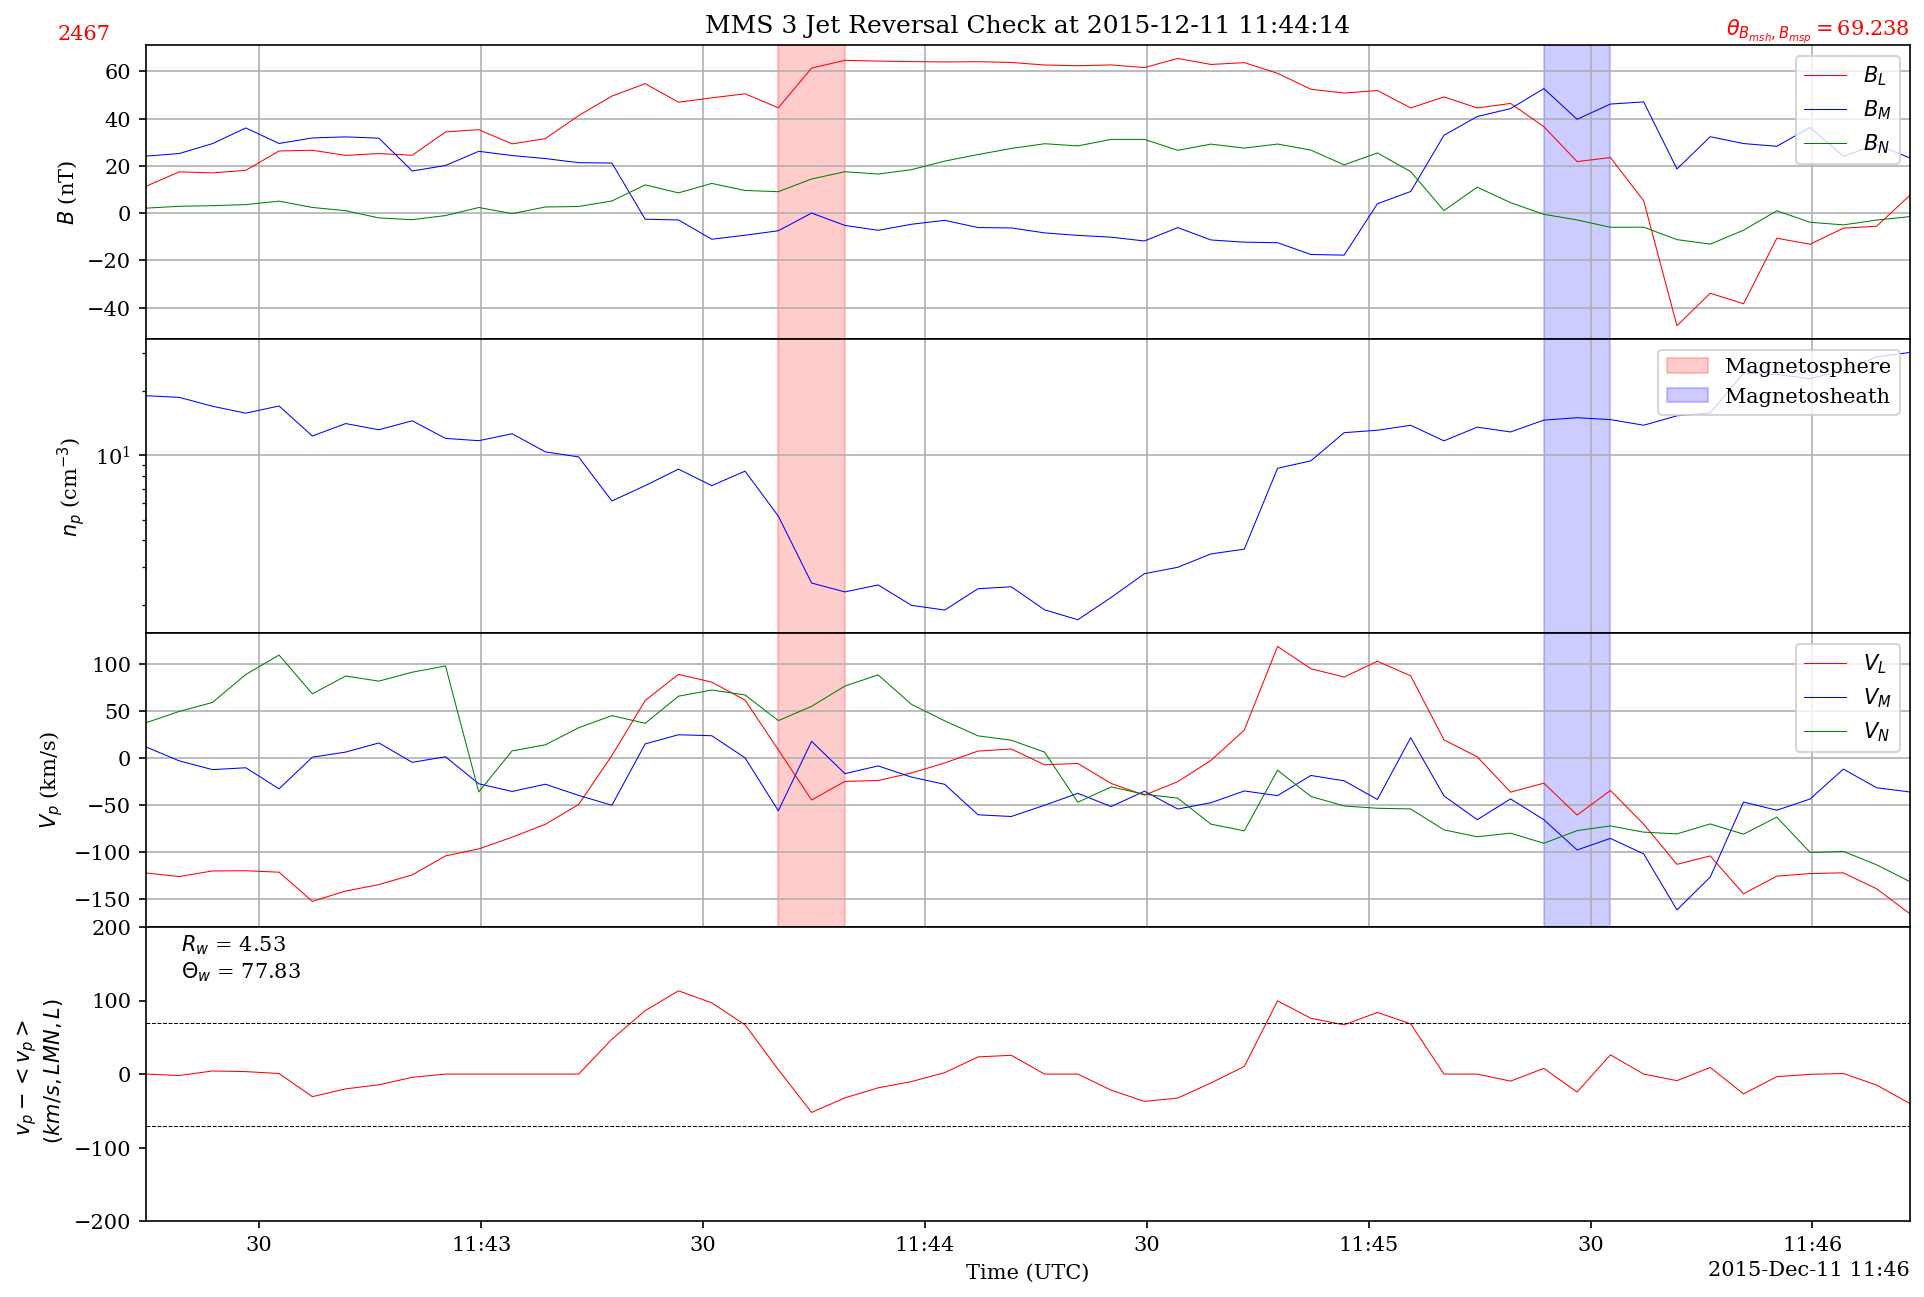 MMS 3 Jet Reversal Check at 2015-12-11 11:44:14
2467
θ_{B_{msh}, B_{msp}} = 69.238
60
40
20
0
−20
−40
B (nT)
B_L
B_M
B_N
10^1
n_p (cm^{−3})
Magnetosphere
Magnetosheath
100
50
0
−50
−100
−150
V_p (km/s)
V_L
V_M
V_N
200
100
0
−100
−200
v_p − < v_p >
(km/s, LMN, L)
R_w = 4.53
Θ_w = 77.83
30 11:43 30 11:44 30 11:45 30 11:46
Time (UTC)
2015-Dec-11 11:46